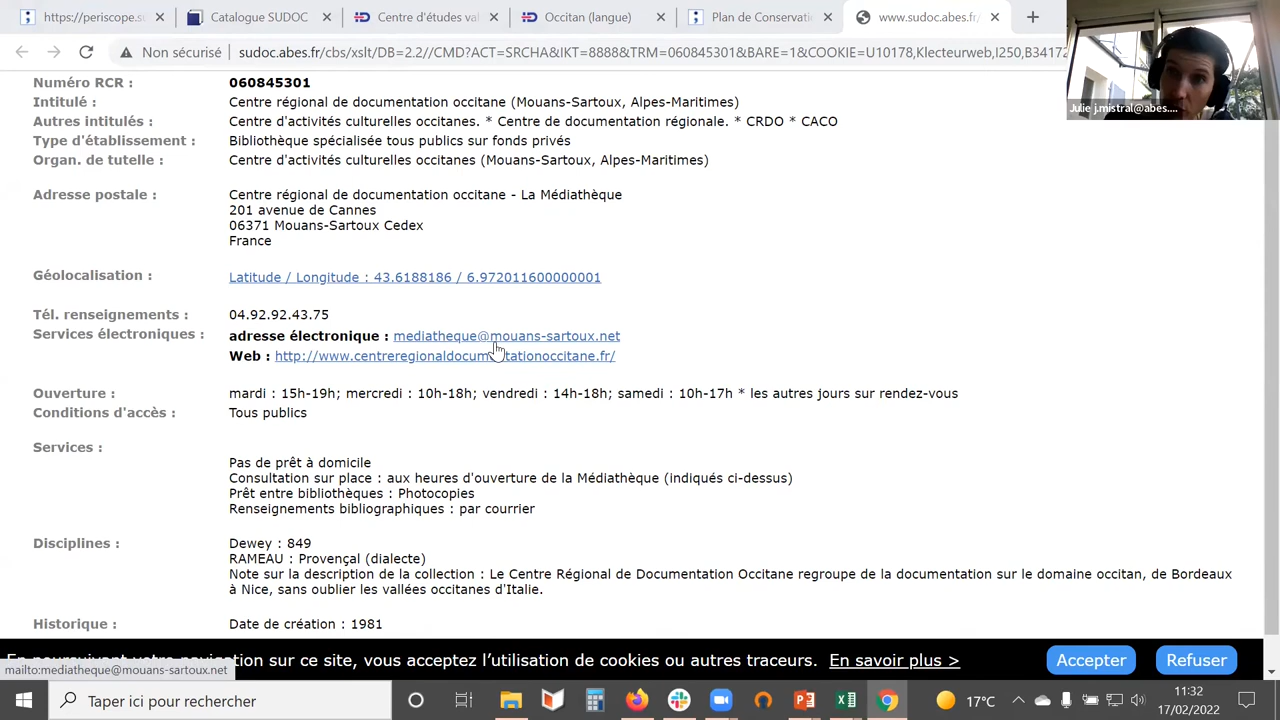 https://periscope.s
Catalogue SUDOC
Centre d'études val
Occitan (langue)
Plan de Conservati
www.sudoc.abes.fr/
Non sécurisé
sudoc.abes.fr/cbs/xslt/DB=2.2//CMD?ACT=SRCHA&IKT=8888&TRM=060845301&BARE=1&COOKIE=U10178,Klecteurweb,I250,B34172
Julie j.mistral@abes....
Numéro RCR : 060845301
Intitulé : Centre régional de documentation occitane (Mouans-Sartoux, Alpes-Maritimes)
Autres intitulés : Centre d'activités culturelles occitanes. * Centre de documentation régionale. * CRDO * CACO
Type d'établissement : Bibliothèque spécialisée tous publics sur fonds privés
Organ. de tutelle : Centre d'activités culturelles occitanes (Mouans-Sartoux, Alpes-Maritimes)
Adresse postale : Centre régional de documentation occitane - La Médiathèque
201 avenue de Cannes
06371 Mouans-Sartoux Cedex
France
Géolocalisation : Latitude / Longitude : 43.6188186 / 6.972011600000001
Tél. renseignements : 04.92.92.43.75
Services électroniques : adresse électronique : mediatheque@mouans-sartoux.net
Web : http://www.centreregionaldocumentationoccitane.fr/
Ouverture : mardi : 15h-19h; mercredi : 10h-18h; vendredi : 14h-18h; samedi : 10h-17h * les autres jours sur rendez-vous
Conditions d'accès : Tous publics
Services :
Pas de prêt à domicile
Consultation sur place : aux heures d'ouverture de la Médiathèque (indiqués ci-dessus)
Prêt entre bibliothèques : Photocopies
Renseignements bibliographiques : par courrier
Disciplines : Dewey : 849
RAMEAU : Provençal (dialecte)
Note sur la description de la collection : Le Centre Régional de Documentation Occitane regroupe de la documentation sur le domaine occitan, de Bordeaux
à Nice, sans oublier les vallées occitanes d'Italie.
Historique : Date de création : 1981
En poursuivant votre navigation sur ce site, vous acceptez l'utilisation de cookies ou autres traceurs. En savoir plus > Accepter Refuser
mailto:mediatheque@mouans-sartoux.net
Taper ici pour rechercher
17°C
11:32
17/02/2022